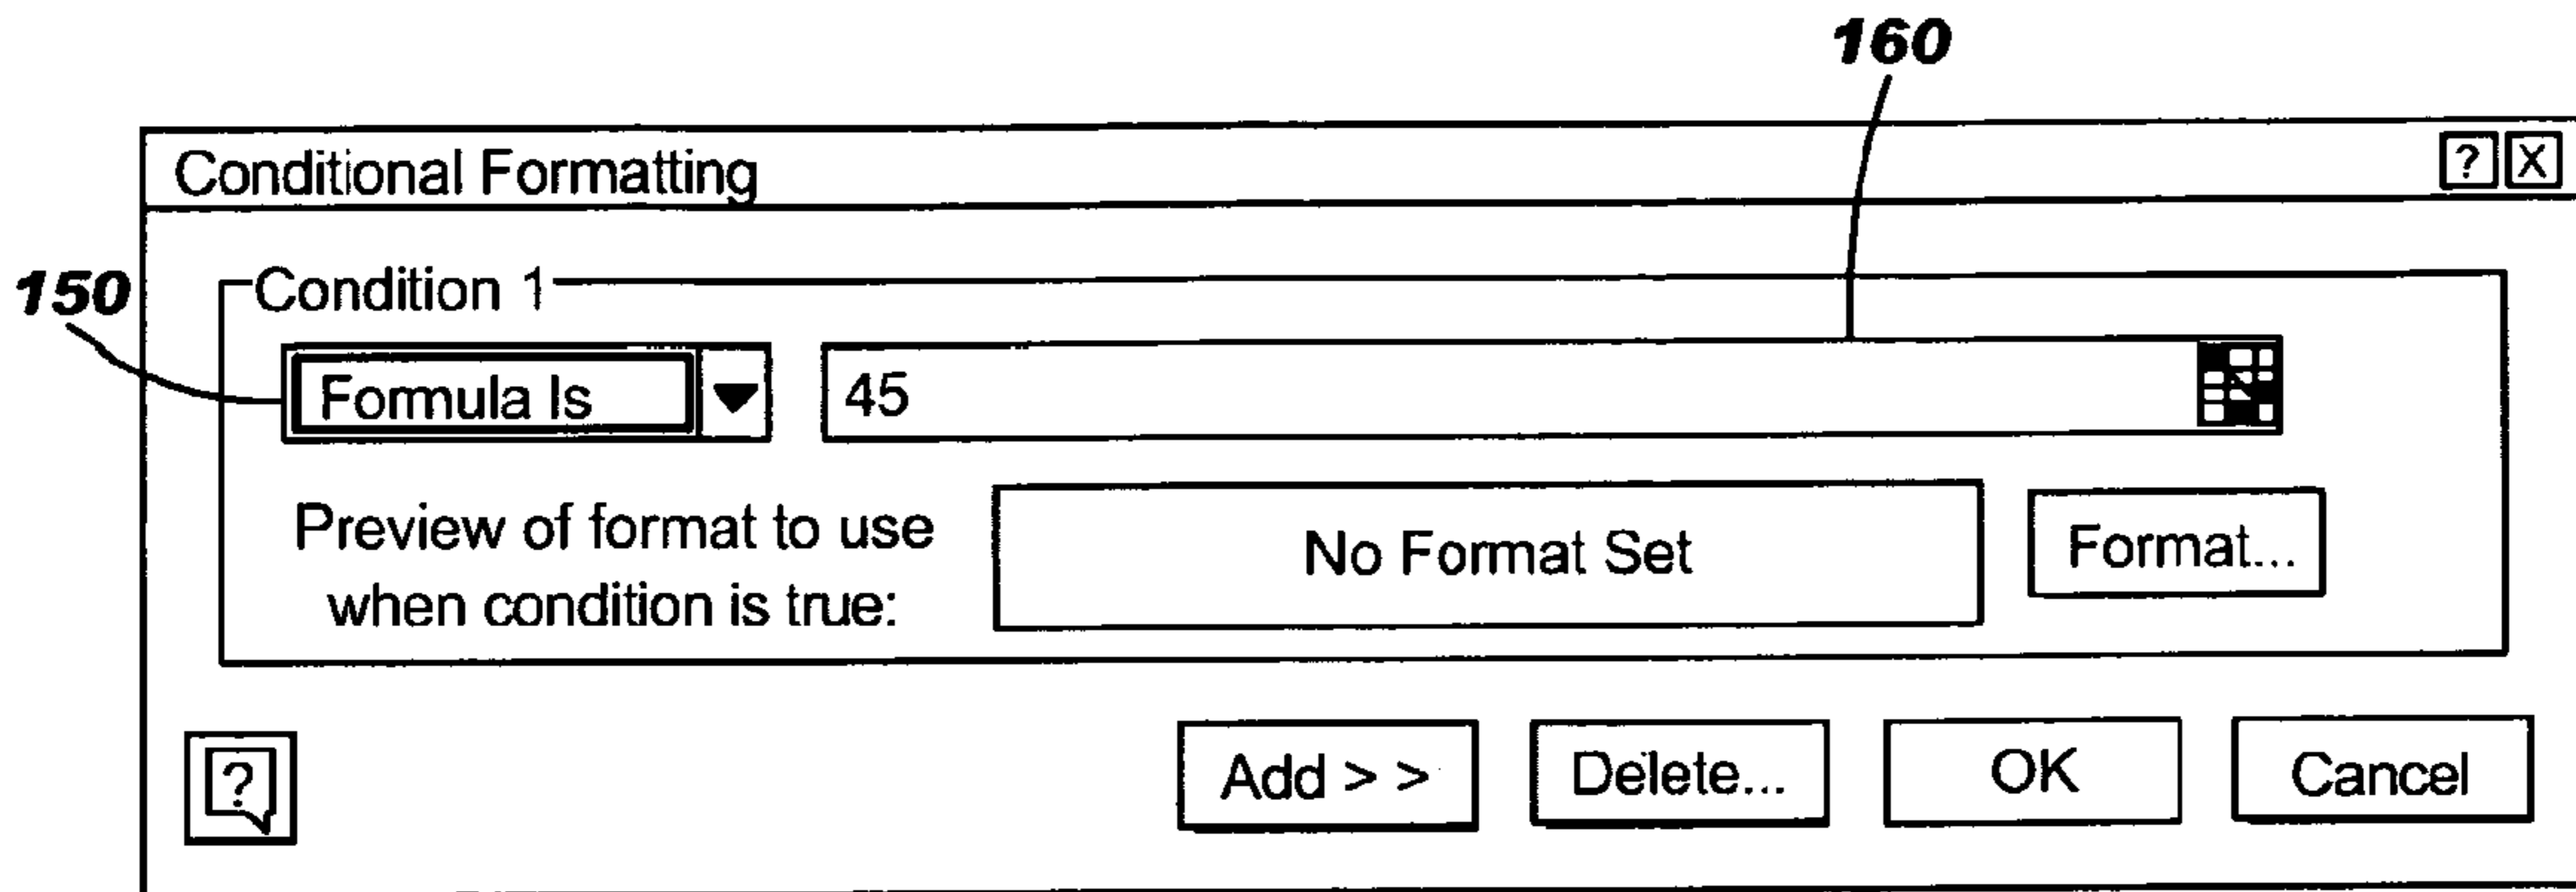 160
Conditional Formatting ? X
150
Condition 1
Formula Is 45
Preview of format to use
when condition is true:
No Format Set
Format...
? Add > > Delete... OK Cancel